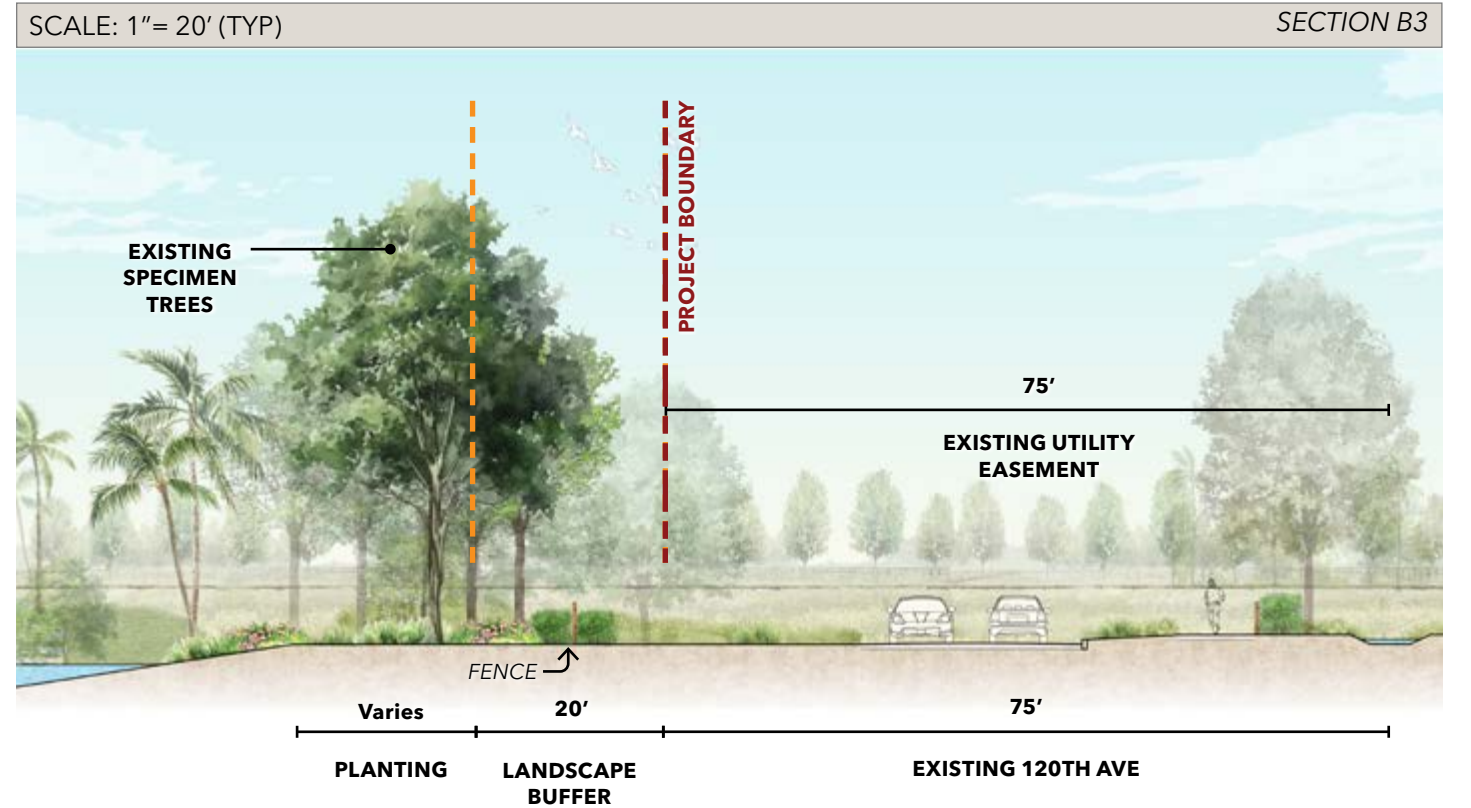 SCALE: 1”= 20’ (TYP)
SECTION B3
PROJECT BOUNDARY
EXISTING
SPECIMEN
TREES
75’
EXISTING UTILITY
EASEMENT
FENCE
Varies
20’
75’
PLANTING
LANDSCAPE
BUFFER
EXISTING 120TH AVE